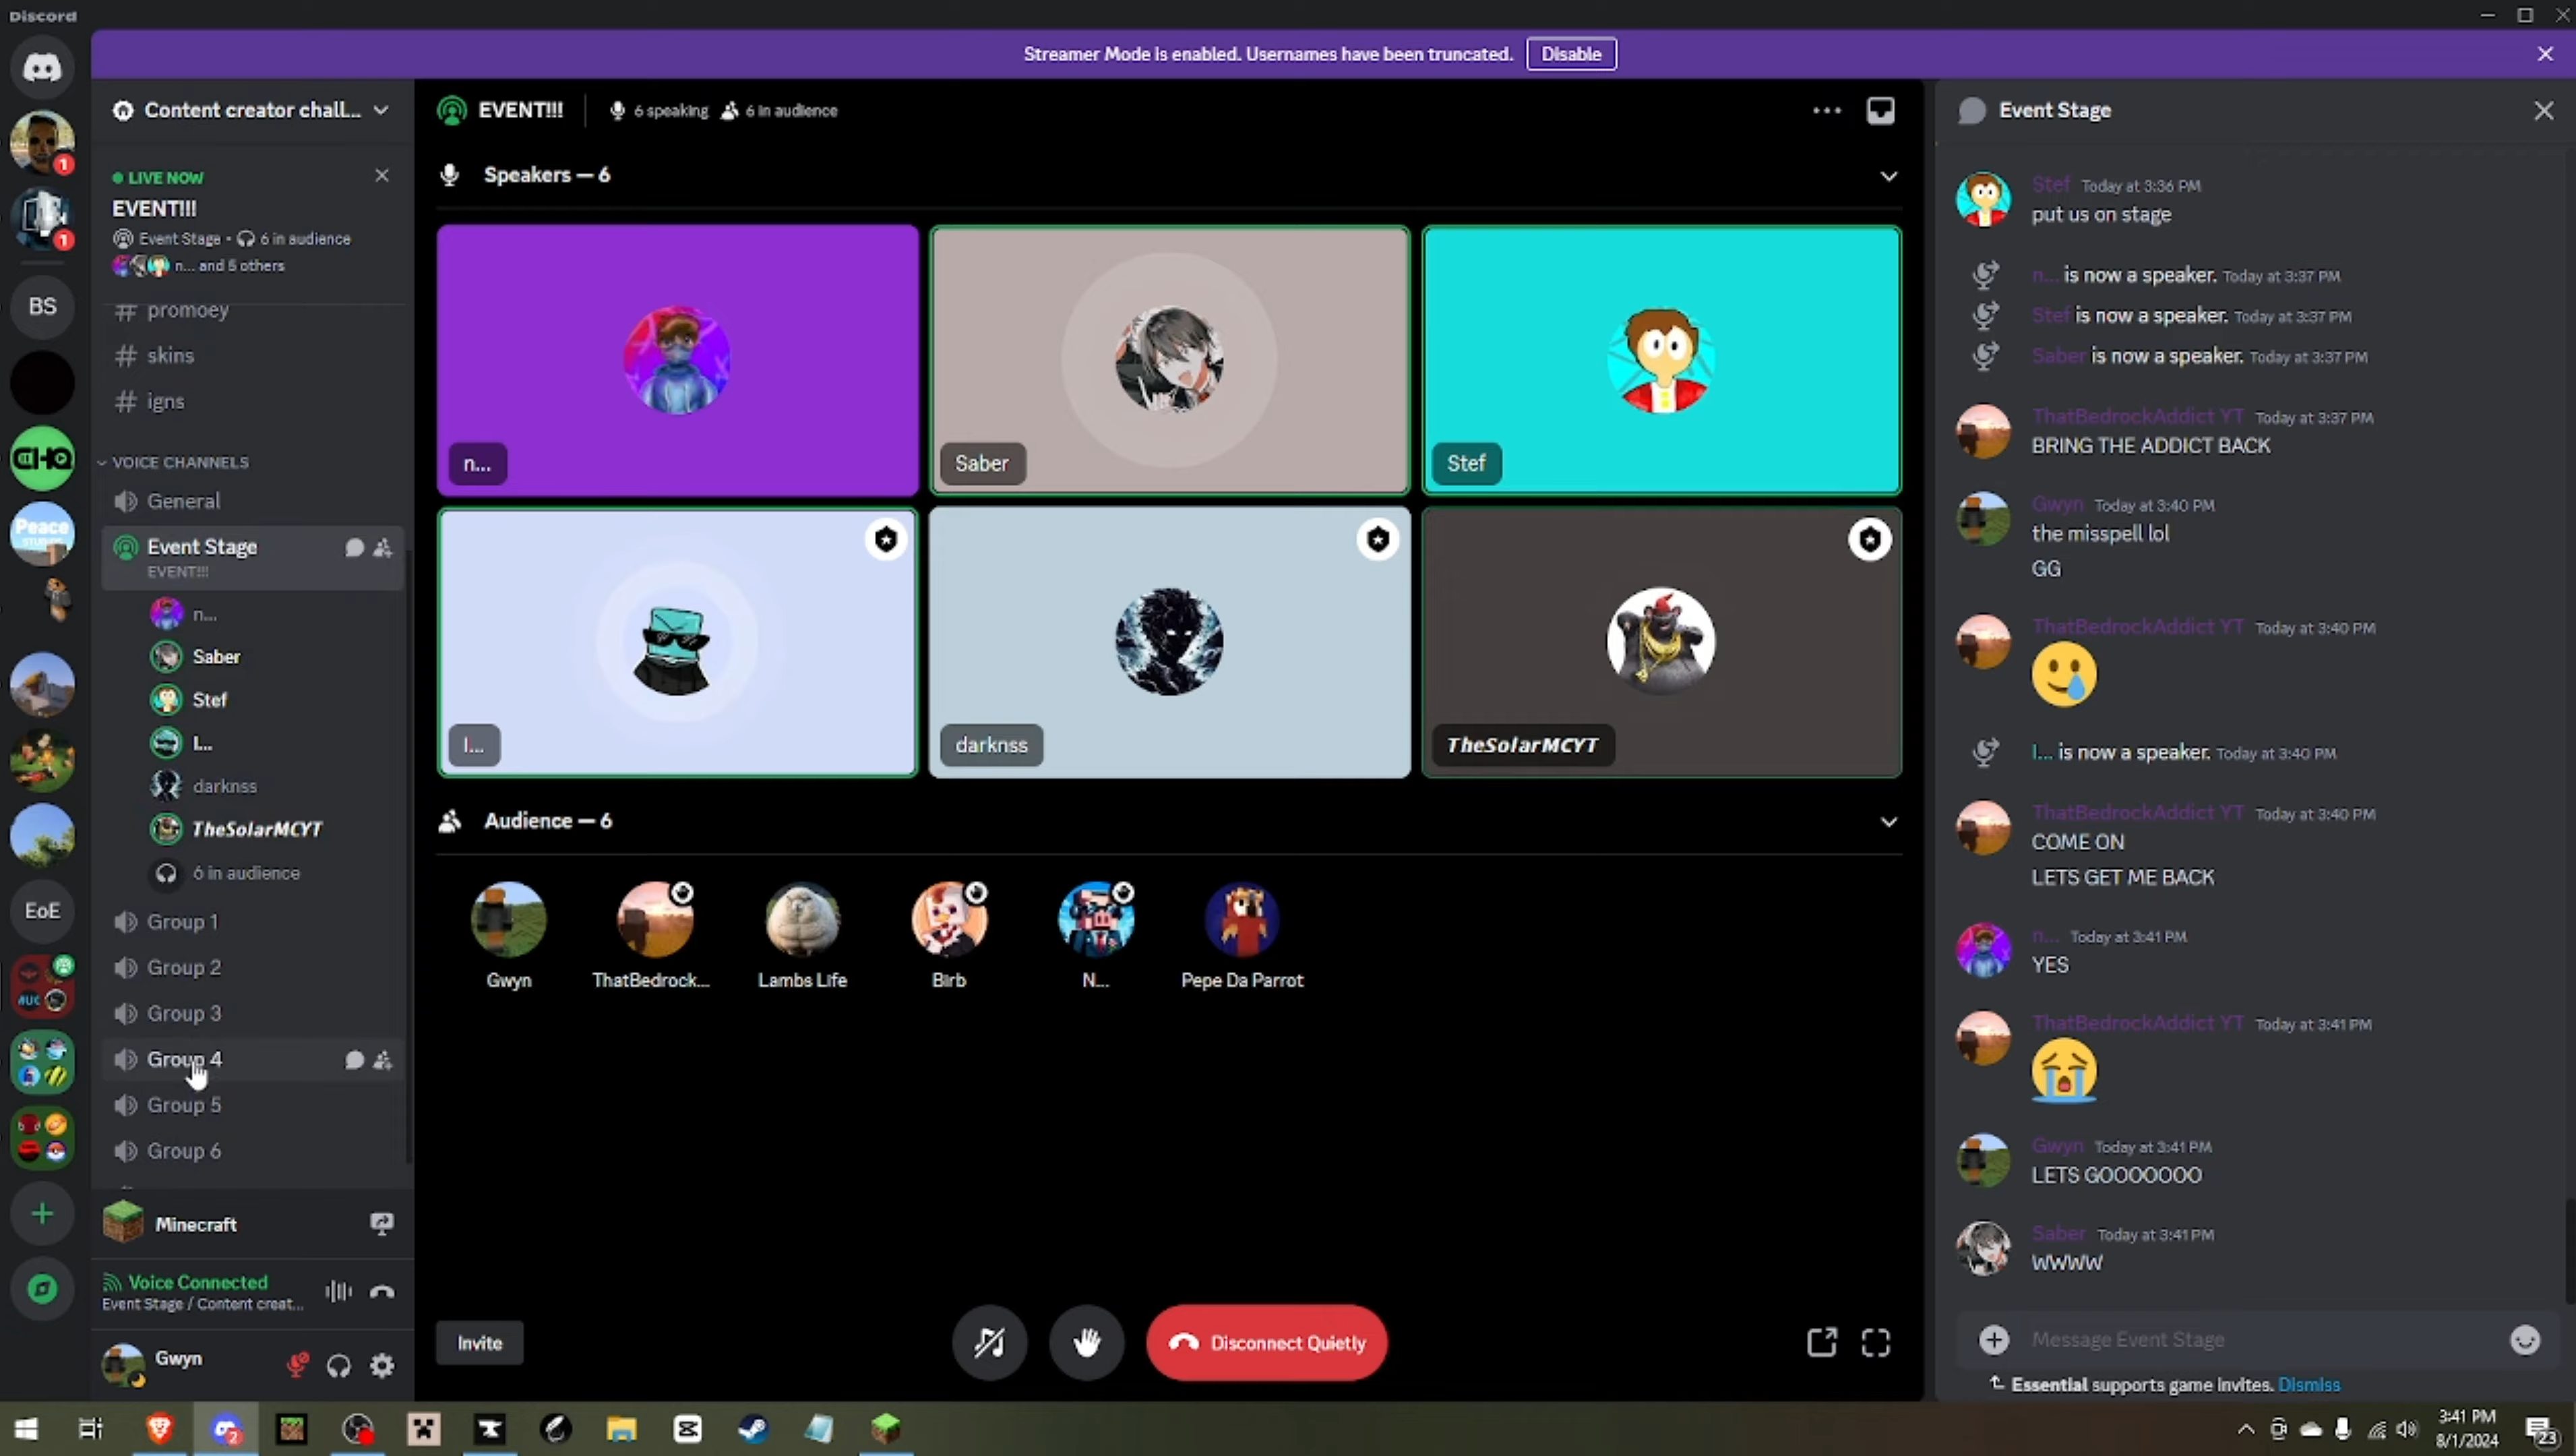 Discord
Streamer Mode is enabled. Usernames have been truncated. Disable
Content creator chall...
LIVE NOW
EVENT!!!
Event Stage • 6 in audience
n... and 5 others
promoey
skins
igns
VOICE CHANNELS
General
Event Stage
EVENT!!!
n...
Saber
Stef
l...
darknss
TheSolarMCYT
6 in audience
Group 1
Group 2
Group 3
Group 4
Group 5
Group 6
Minecraft
Voice Connected
Event Stage / Content creat...
Gwyn
1
1
BS
CHQ
Peace
EoE
AUC
EVENT!!! 6 speaking 6 in audience
Speakers — 6
n...
Saber
Stef
l...
darknss
TheSolarMCYT
Audience — 6
Gwyn
ThatBedrock...
Lambs Life
Birb
N...
Pepe Da Parrot
Invite
Disconnect Quietly
Event Stage
Stef Today at 3:36 PM
put us on stage
n... is now a speaker. Today at 3:37 PM
Stef is now a speaker. Today at 3:37 PM
Saber is now a speaker. Today at 3:37 PM
ThatBedrockAddict YT Today at 3:37 PM
BRING THE ADDICT BACK
Gwyn Today at 3:40 PM
the misspell lol
GG
ThatBedrockAddict YT Today at 3:40 PM
l... is now a speaker. Today at 3:40 PM
ThatBedrockAddict YT Today at 3:40 PM
COME ON
LETS GET ME BACK
n... Today at 3:41 PM
YES
ThatBedrockAddict YT Today at 3:41 PM
Gwyn Today at 3:41 PM
LETS GOOOOOOO
Saber Today at 3:41 PM
WWWW
Message Event Stage
Essential supports game invites. Dismiss
2
3:41 PM
8/1/2024
23